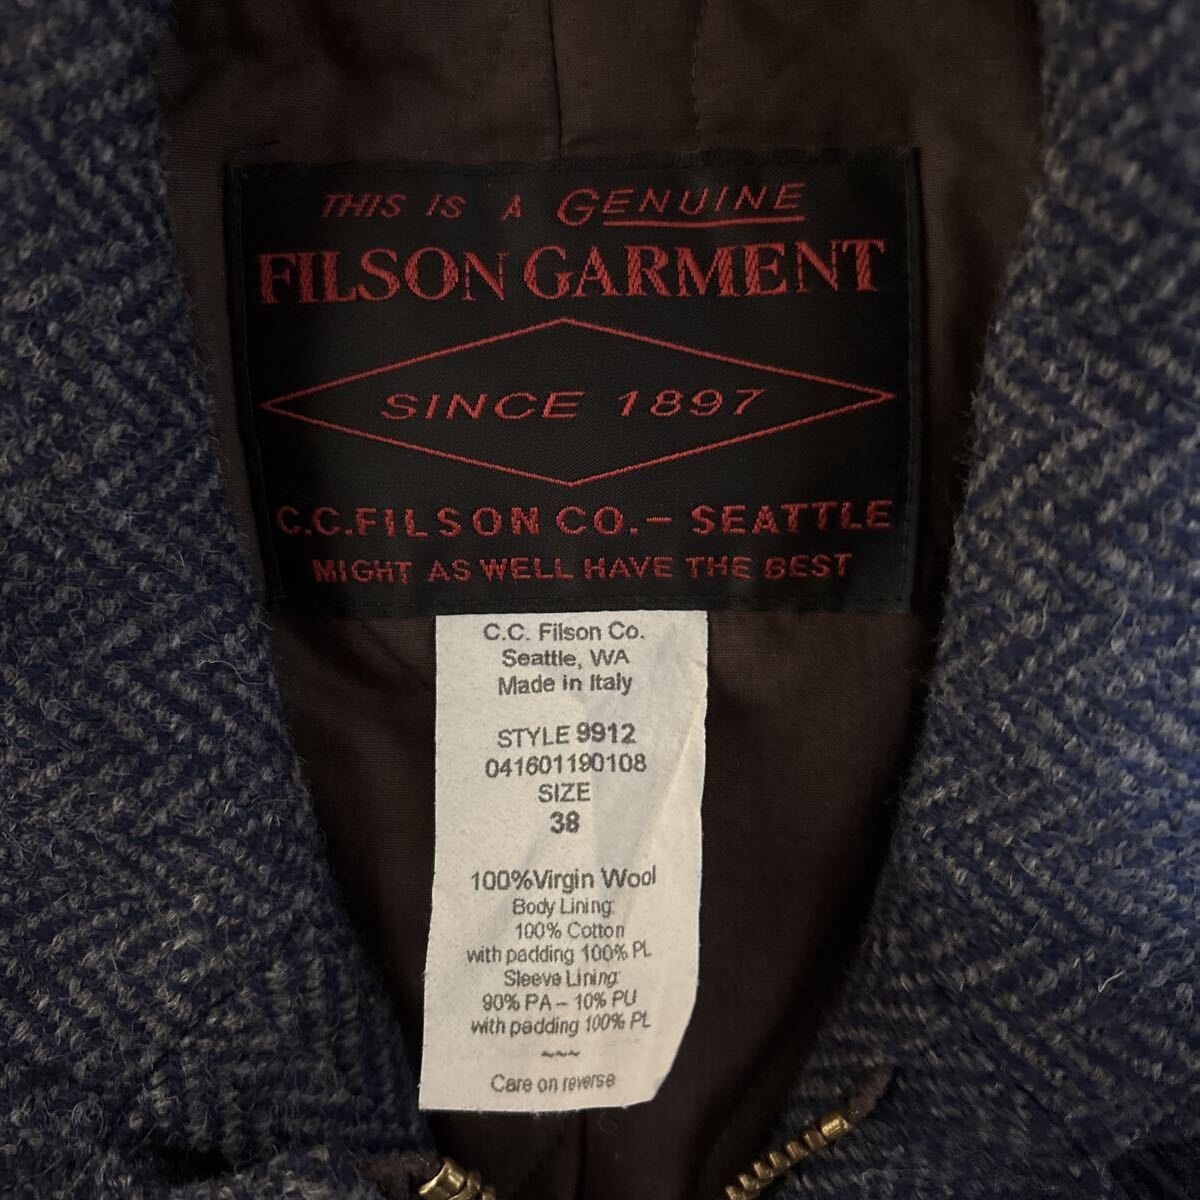 THIS IS A GENUINE
FILSON GARMENT
SINCE 1897
C.C.FILSON CO.– SEATTLE
MIGHT AS WELL HAVE THE BEST
C.C. Filson Co.
Seattle, WA
Made in Italy
STYLE 9912
041601190108
SIZE
38
100%Virgin Wool
Body Lining:
100% Cotton
with padding 100% PL
Sleeve Lining:
90% PA – 10% PU
with padding 100% PL
~~~
Care on reverse